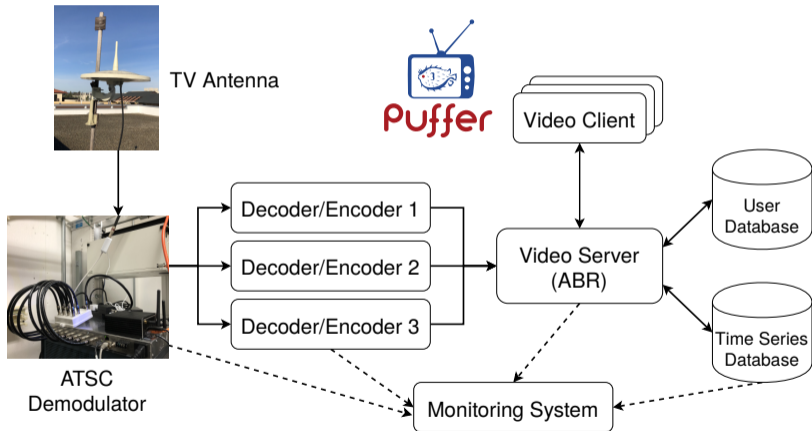 TV Antenna
Puffer
Video Client
Decoder/Encoder 1
Decoder/Encoder 2
Decoder/Encoder 3
Video Server
(ABR)
User
Database
Time Series
Database
ATSC
Demodulator
Monitoring System